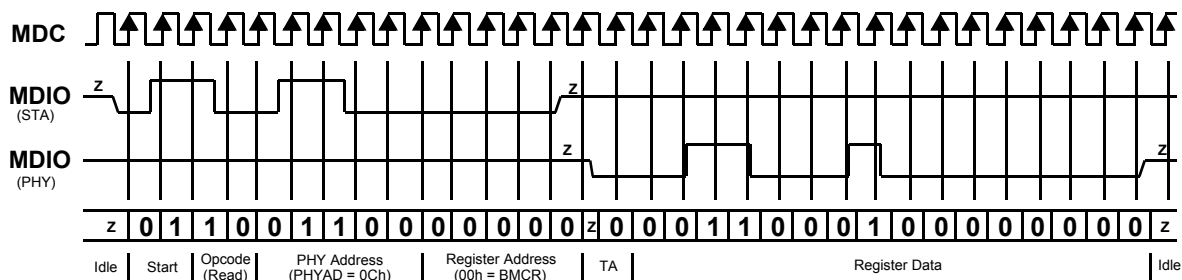 MDC
z
z
MDIO
(STA)
z
z
MDIO
(PHY)
z 0 1 1 0 0 1 1 0 0 0 0 0 0 0 z 0 0 0 1 1 0 0 0 1 0 0 0 0 0 0 0 0 z
Idle Start Opcode (Read) PHY Address (PHYAD = 0Ch) Register Address (00h = BMCR) TA Register Data Idle